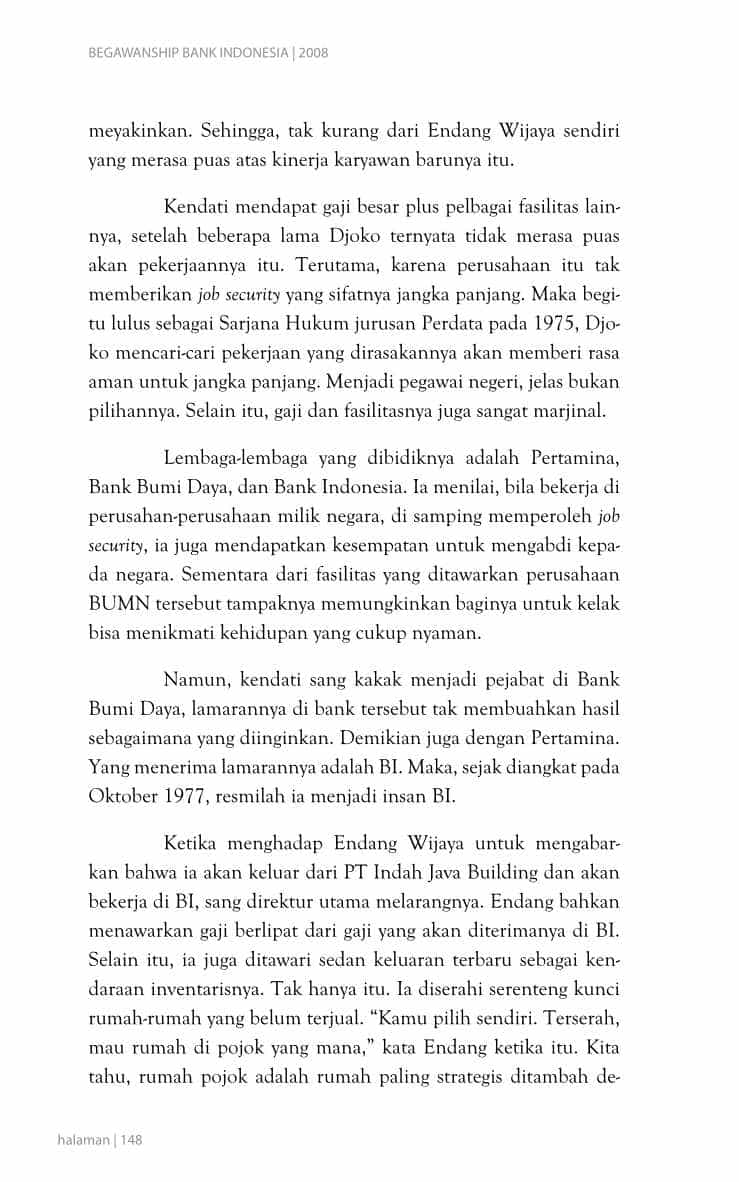 BEGAWANSHIP BANK INDONESIA | 2008
meyakinkan. Sehingga, tak kurang dari Endang Wijaya sendiri
yang merasa puas atas kinerja karyawan barunya itu.
Kendati mendapat gaji besar plus pelbagai fasilitas lain-
nya, setelah beberapa lama Djoko ternyata tidak merasa puas
akan pekerjaannya itu. Terutama, karena perusahaan itu tak
memberikan job security yang sifatnya jangka panjang. Maka begi-
tu lulus sebagai Sarjana Hukum jurusan Perdata pada 1975, Djo-
ko mencari-cari pekerjaan yang dirasakannya akan memberi rasa
aman untuk jangka panjang. Menjadi pegawai negeri, jelas bukan
pilihannya. Selain itu, gaji dan fasilitasnya juga sangat marjinal.
Lembaga-lembaga yang dibidiknya adalah Pertamina,
Bank Bumi Daya, dan Bank Indonesia. Ia menilai, bila bekerja di
perusahan-perusahaan milik negara, di samping memperoleh job
security, ia juga mendapatkan kesempatan untuk mengabdi kepa-
da negara. Sementara dari fasilitas yang ditawarkan perusahaan
BUMN tersebut tampaknya memungkinkan baginya untuk kelak
bisa menikmati kehidupan yang cukup nyaman.
Namun, kendati sang kakak menjadi pejabat di Bank
Bumi Daya, lamarannya di bank tersebut tak membuahkan hasil
sebagaimana yang diinginkan. Demikian juga dengan Pertamina.
Yang menerima lamarannya adalah BI. Maka, sejak diangkat pada
Oktober 1977, resmilah ia menjadi insan BI.
Ketika menghadap Endang Wijaya untuk mengabar-
kan bahwa ia akan keluar dari PT Indah Java Building dan akan
bekerja di BI, sang direktur utama melarangnya. Endang bahkan
menawarkan gaji berlipat dari gaji yang akan diterimanya di BI.
Selain itu, ia juga ditawari sedan keluaran terbaru sebagai ken-
daraan inventarisnya. Tak hanya itu. Ia diserahi serenteng kunci
rumah-rumah yang belum terjual. “Kamu pilih sendiri. Terserah,
mau rumah di pojok yang mana,” kata Endang ketika itu. Kita
tahu, rumah pojok adalah rumah paling strategis ditambah de-
halaman | 148